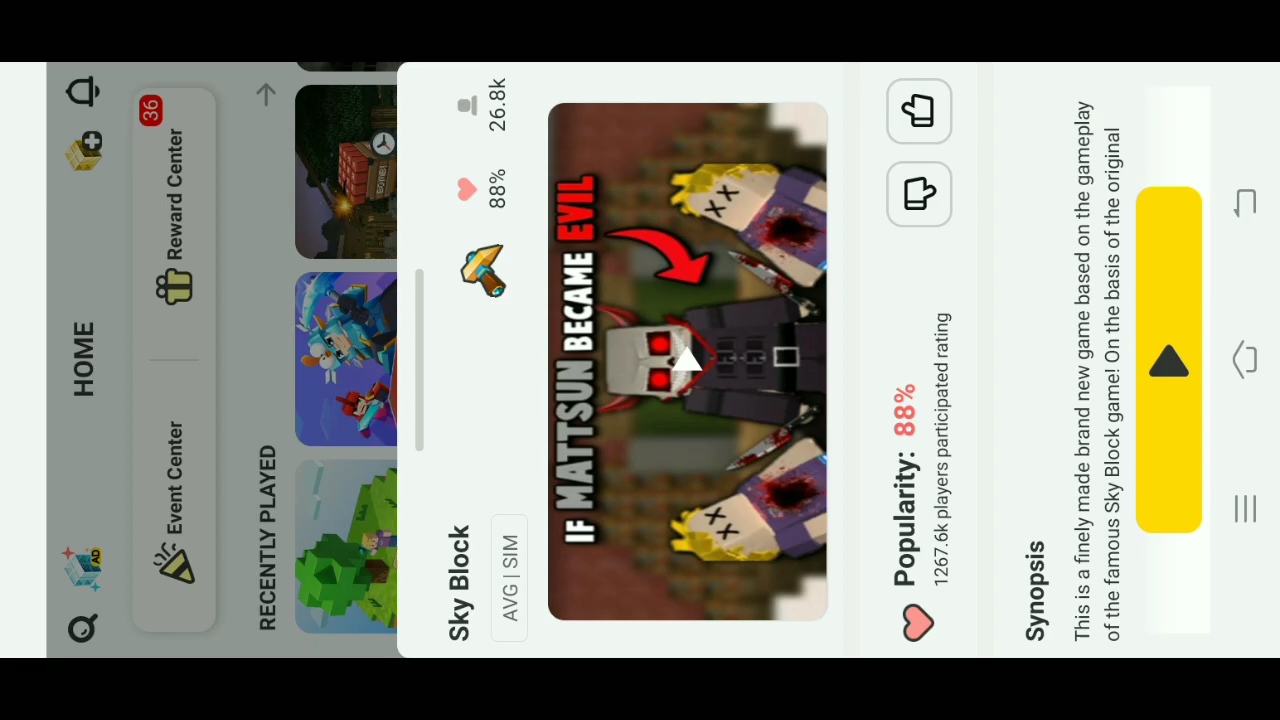 HOME
AD
Event Center
Reward Center
36
RECENTLY PLAYED
Sky Block
88%
26.8k
AVG | SIM
IF MATTSUN BECAME EVIL
Popularity: 88%
1267.6k players participated rating
Synopsis
This is a finely made brand new game based on the gameplay
of the famous Sky Block game! On the basis of the original